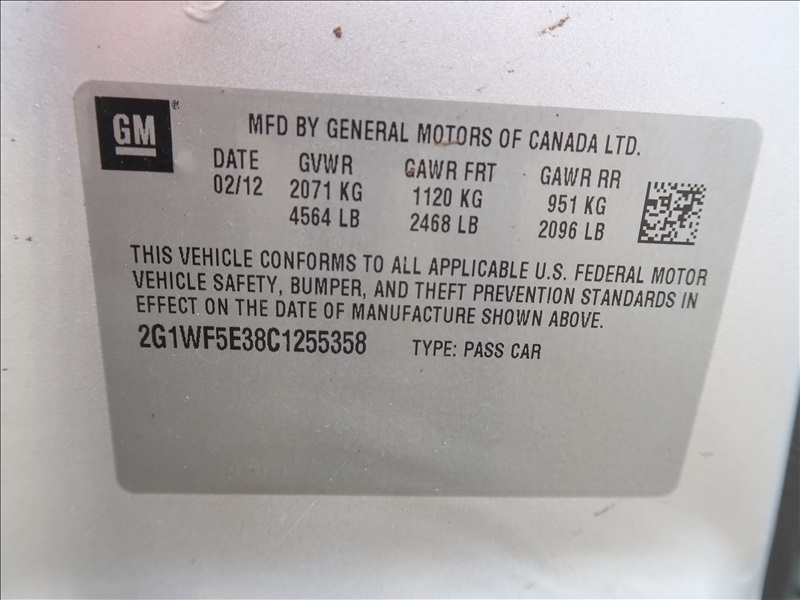 GM ®
MFD BY GENERAL MOTORS OF CANADA LTD.
DATE GVWR GAWR FRT GAWR RR
02/12 2071 KG 1120 KG 951 KG
4564 LB 2468 LB 2096 LB
THIS VEHICLE CONFORMS TO ALL APPLICABLE U.S. FEDERAL MOTOR
VEHICLE SAFETY, BUMPER, AND THEFT PREVENTION STANDARDS IN
EFFECT ON THE DATE OF MANUFACTURE SHOWN ABOVE.
2G1WF5E38C1255358 TYPE: PASS CAR